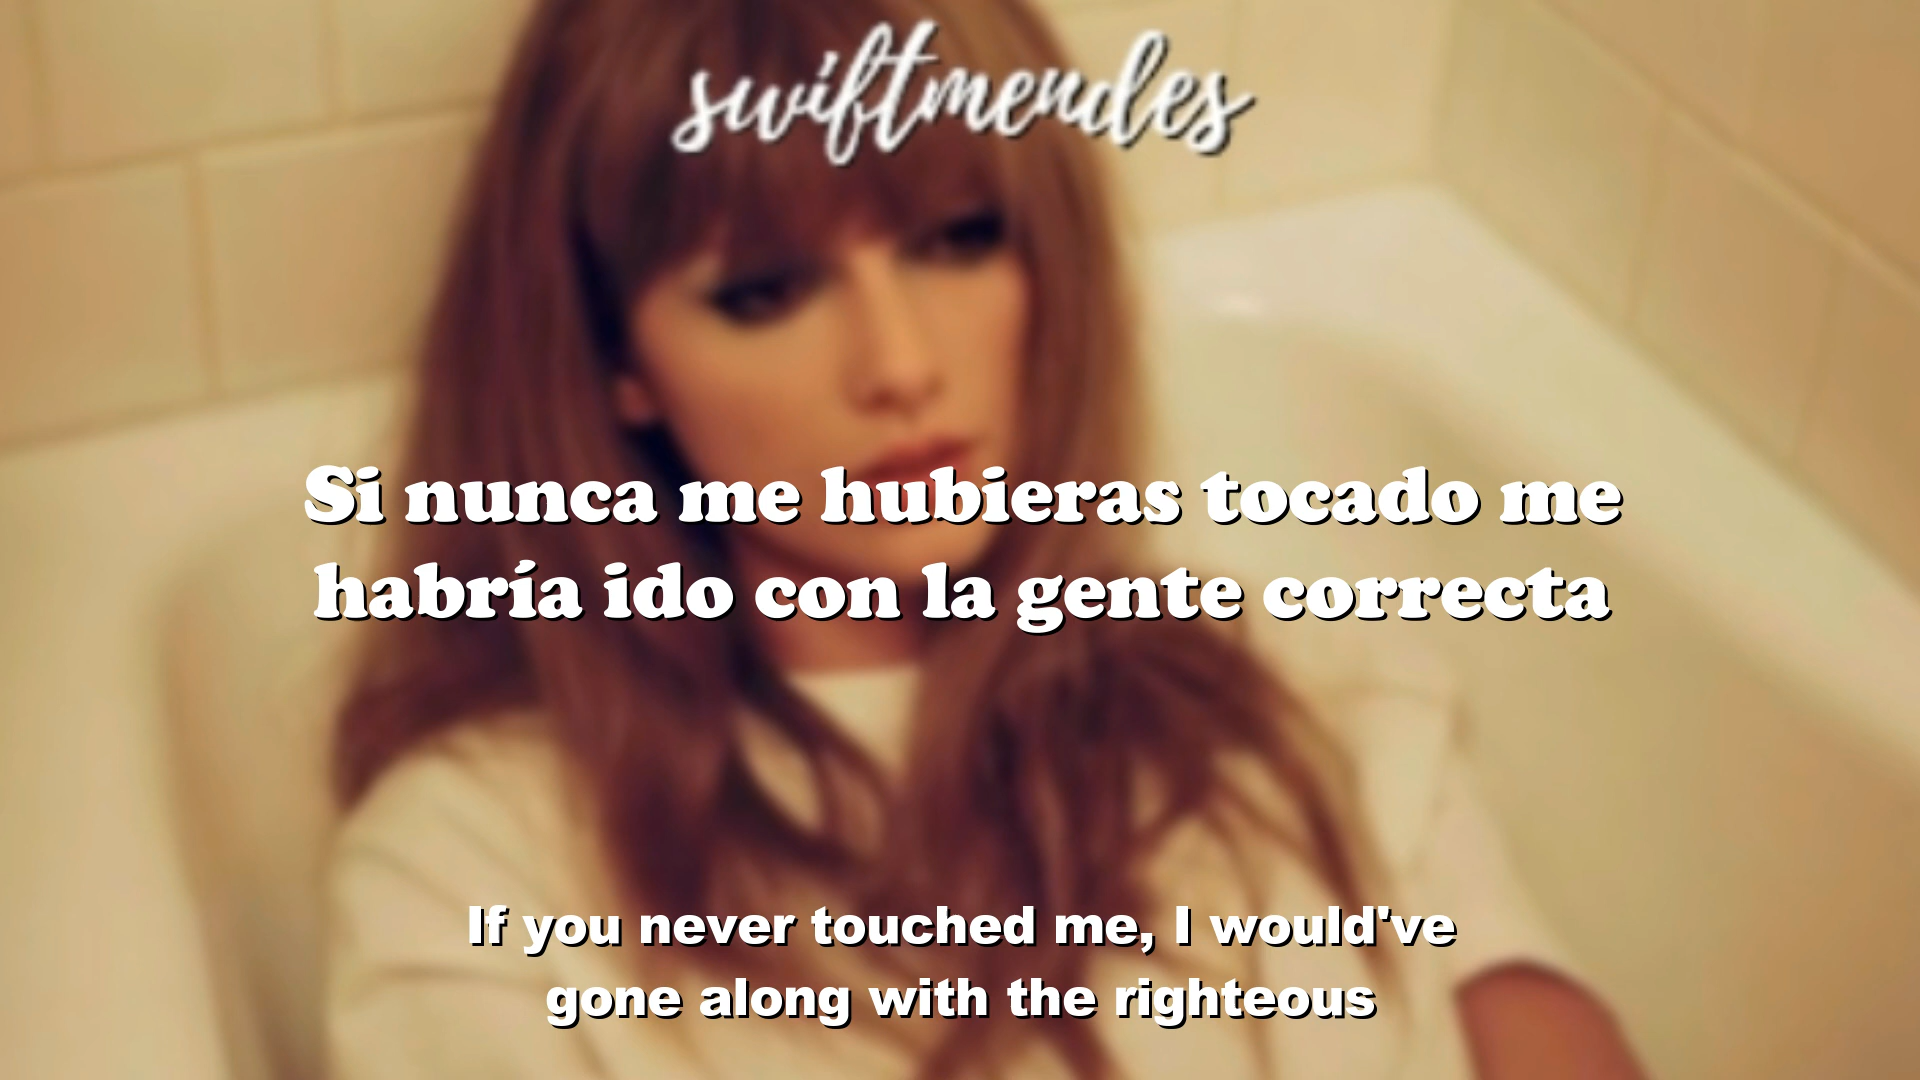 swiftmendes
Si nunca me hubieras tocado me
habría ido con la gente correcta
If you never touched me, I would've
gone along with the righteous